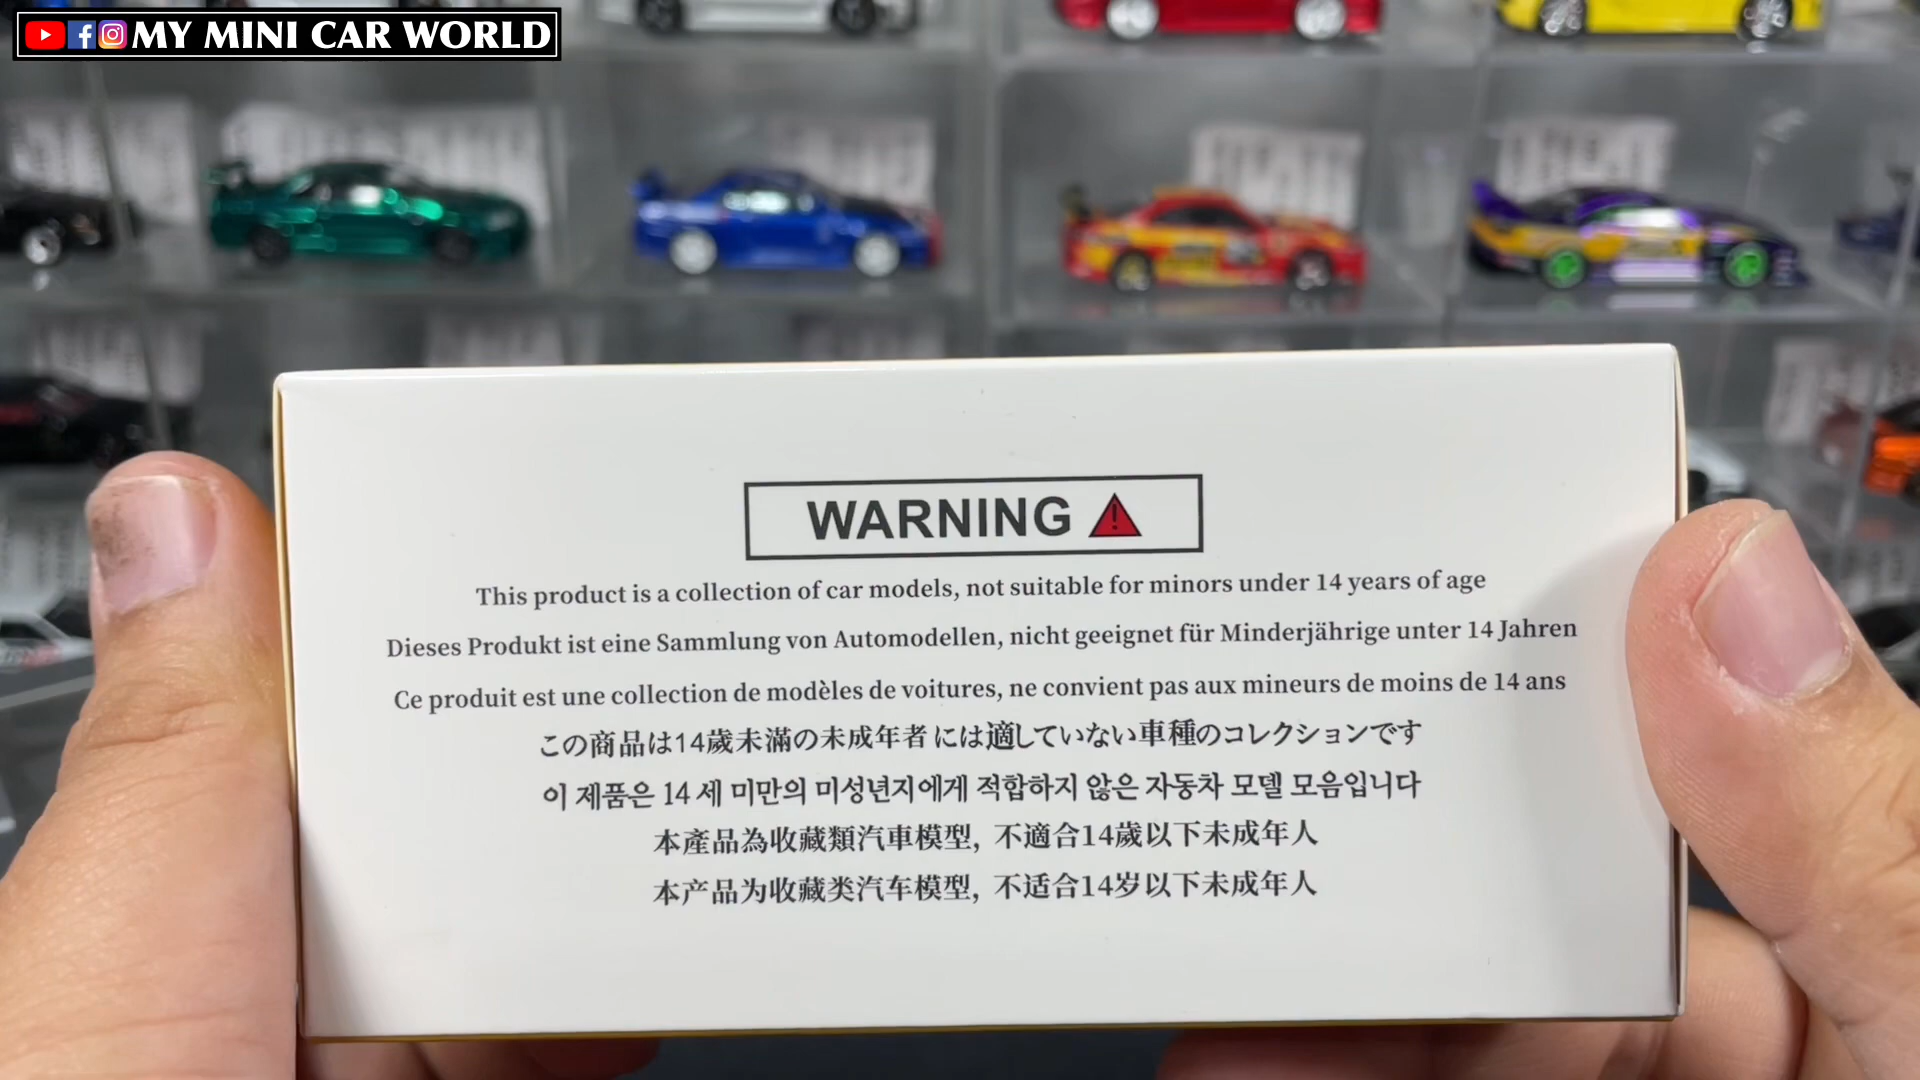 MY MINI CAR WORLD
WARNING
This product is a collection of car models, not suitable for minors under 14 years of age
Dieses Produkt ist eine Sammlung von Automodellen, nicht geeignet für Minderjährige unter 14 Jahren
Ce produit est une collection de modèles de voitures, ne convient pas aux mineurs de moins de 14 ans
この商品は14歲未滿の未成年者には適していない車種のコレクションです
이 제품은 14 세 미만의 미성년지에게 적합하지 않은 자동차 모델 모음입니다
本產品為收藏類汽車模型, 不適合14歲以下未成年人
本产品为收藏类汽车模型, 不适合14岁以下未成年人